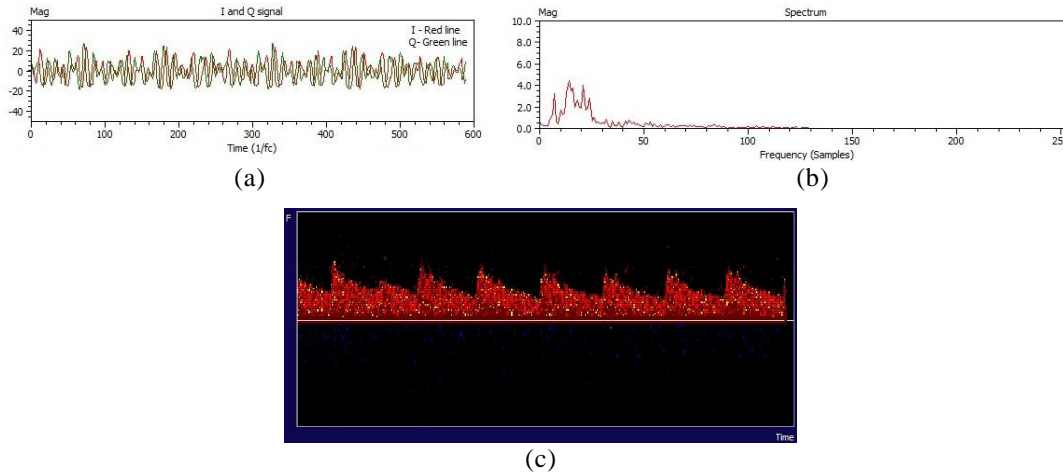 Mag
I and Q signal
I - Red line
Q- Green line
40
20
0
-20
-40
0
100
200
300
400
500
600
Time (1/fc)
(a)
Mag
Spectrum
10.0
8.0
6.0
4.0
2.0
0.0
0
50
100
150
200
25
Frequency (Samples)
(b)
F
Time
(c)